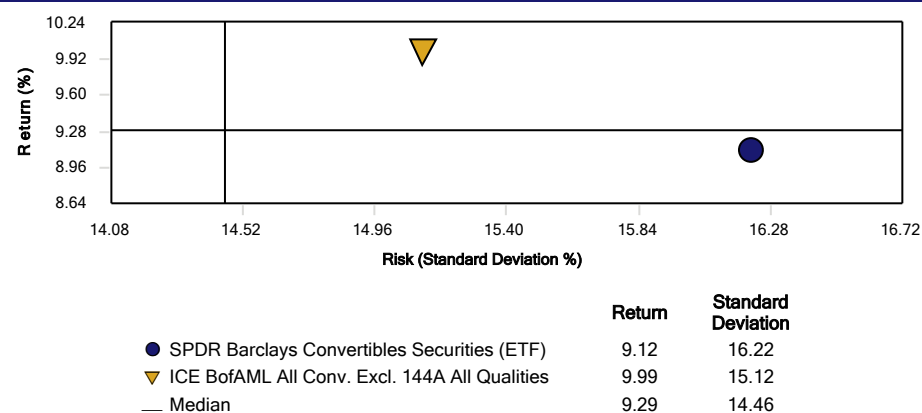 10.24
9.92
9.60
9.28
8.96
8.64
Return (%)
14.08 14.52 14.96 15.40 15.84 16.28 16.72
Risk (Standard Deviation %)
Return Standard Deviation
SPDR Barclays Convertibles Securities (ETF) 9.12 16.22
ICE BofAML All Conv. Excl. 144A All Qualities 9.99 15.12
Median 9.29 14.46